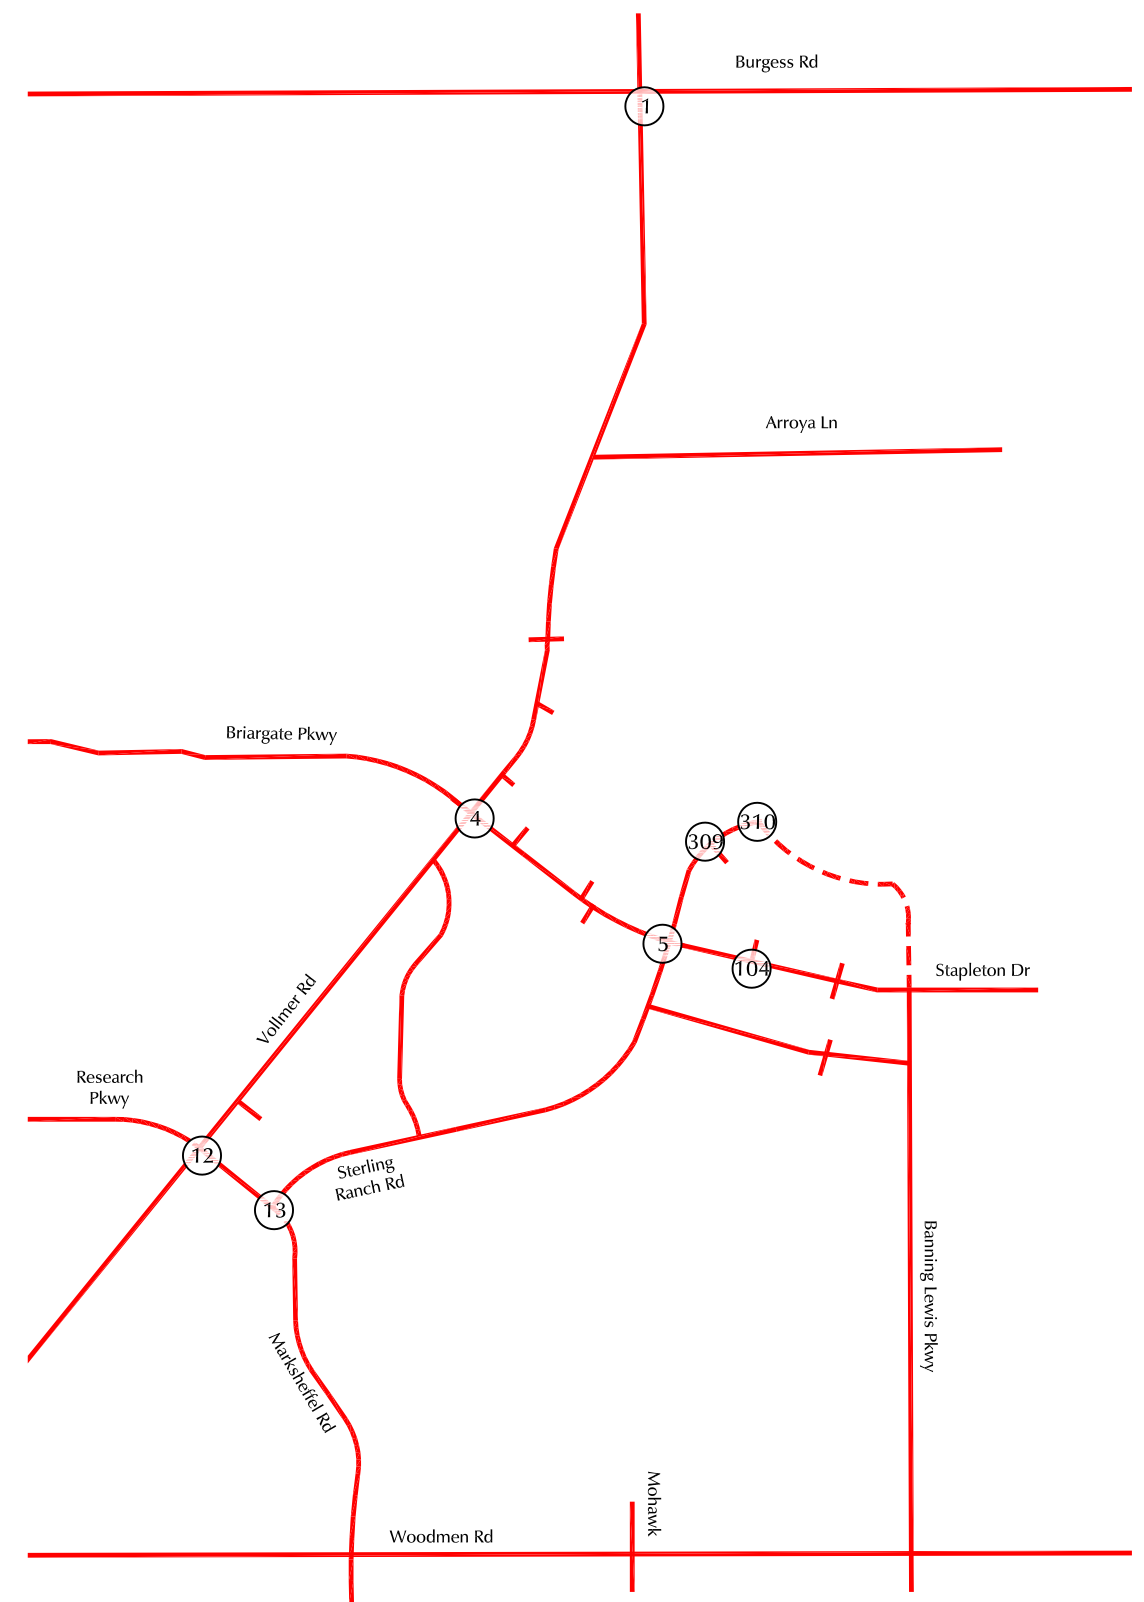 Burgess Rd
1
Arroya Ln
Briargate Pkwy
4
310
309
5
104
Stapleton Dr
Vollmer Rd
Research
Pkwy
12
Sterling
Ranch Rd
13
Banning Lewis Pkwy
Marksheffel Rd
Mohawk
Woodmen Rd